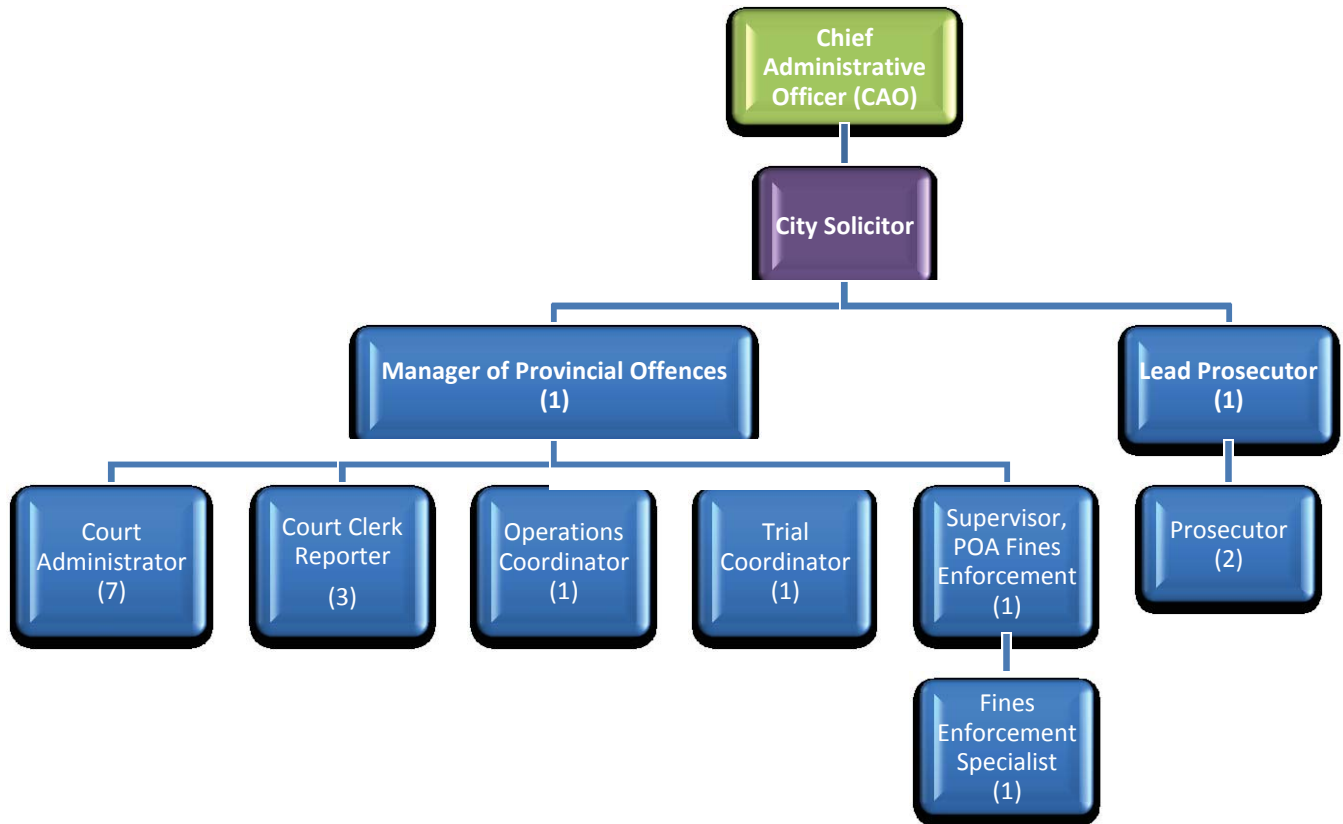 Chief
Administrative
Officer (CAO)
City Solicitor
Manager of Provincial Offences
(1)
Lead Prosecutor
(1)
Court
Administrator
(7)
Court Clerk
Reporter
(3)
Operations
Coordinator
(1)
Trial
Coordinator
(1)
Supervisor,
POA Fines
Enforcement
(1)
Prosecutor
(2)
Fines
Enforcement
Specialist
(1)